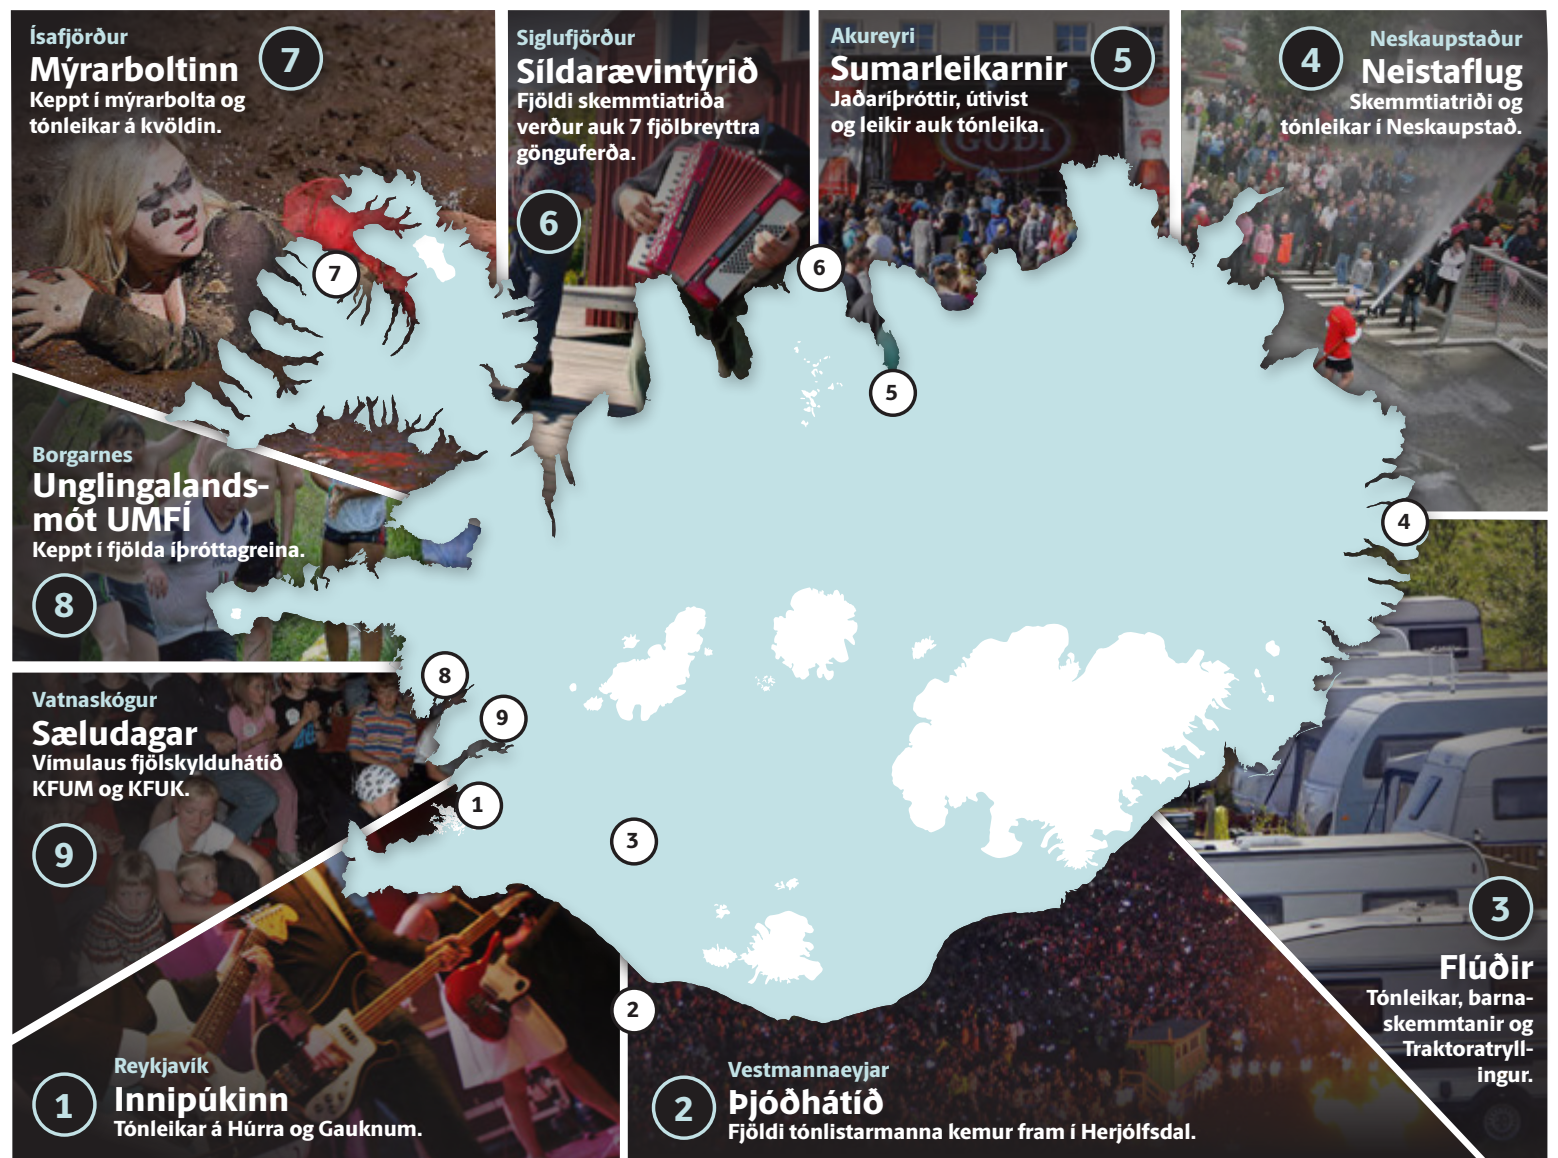 Ísafjörður
Mýrarboltinn
Keppt í mýrarbolta og
tónleikar á kvöldin.
7
Siglufjörður
Síldarævintýrið
Fjöldi skemmtiatriða
verður auk 7 fjölbreyttra
gönguferða.
6
Akureyri
Sumarleikarnir
Jaðaríþróttir, útivist
og leikir auk tónleika.
5
GOÐI
Neskaupstaður
Neistaflug
Skemmtiatriði og
tónleikar í Neskaupstað.
4
7
6
5
4
Borgarnes
Unglingalands-
mót UMFÍ
Keppt í fjölda íþróttagreina.
8
8
9
1
3
2
Vatnaskógur
Sæludagar
Vímulaus fjölskylduhátíð
KFUM og KFUK.
9
3
Flúðir
Tónleikar, barna-
skemmtanir og
Traktoratryll-
ingur.
Reykjavík
Innipúkinn
Tónleikar á Húrra og Gauknum.
1
Vestmannaeyjar
Þjóðhátíð
Fjöldi tónlistarmanna kemur fram í Herjólfsdal.
2